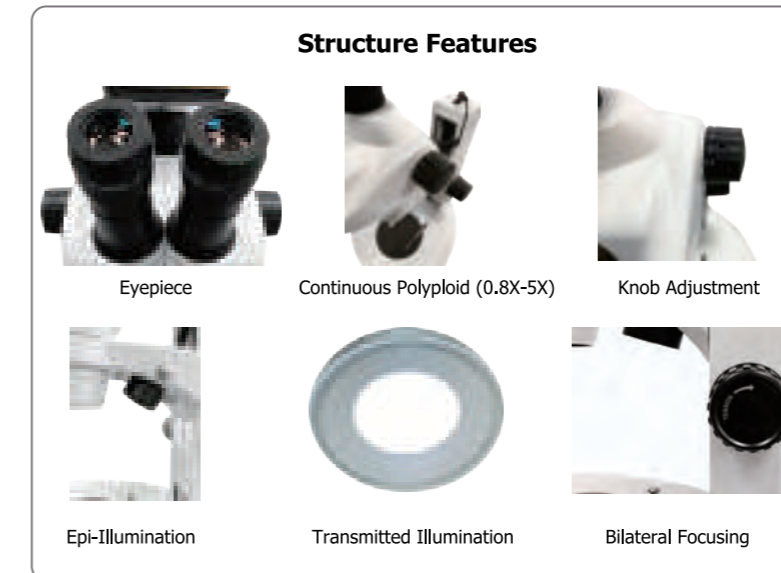 Structure Features
Eyepiece
Continuous Polyploid (0.8X-5X)
Knob Adjustment
Epi-Illumination
Transmitted Illumination
Bilateral Focusing